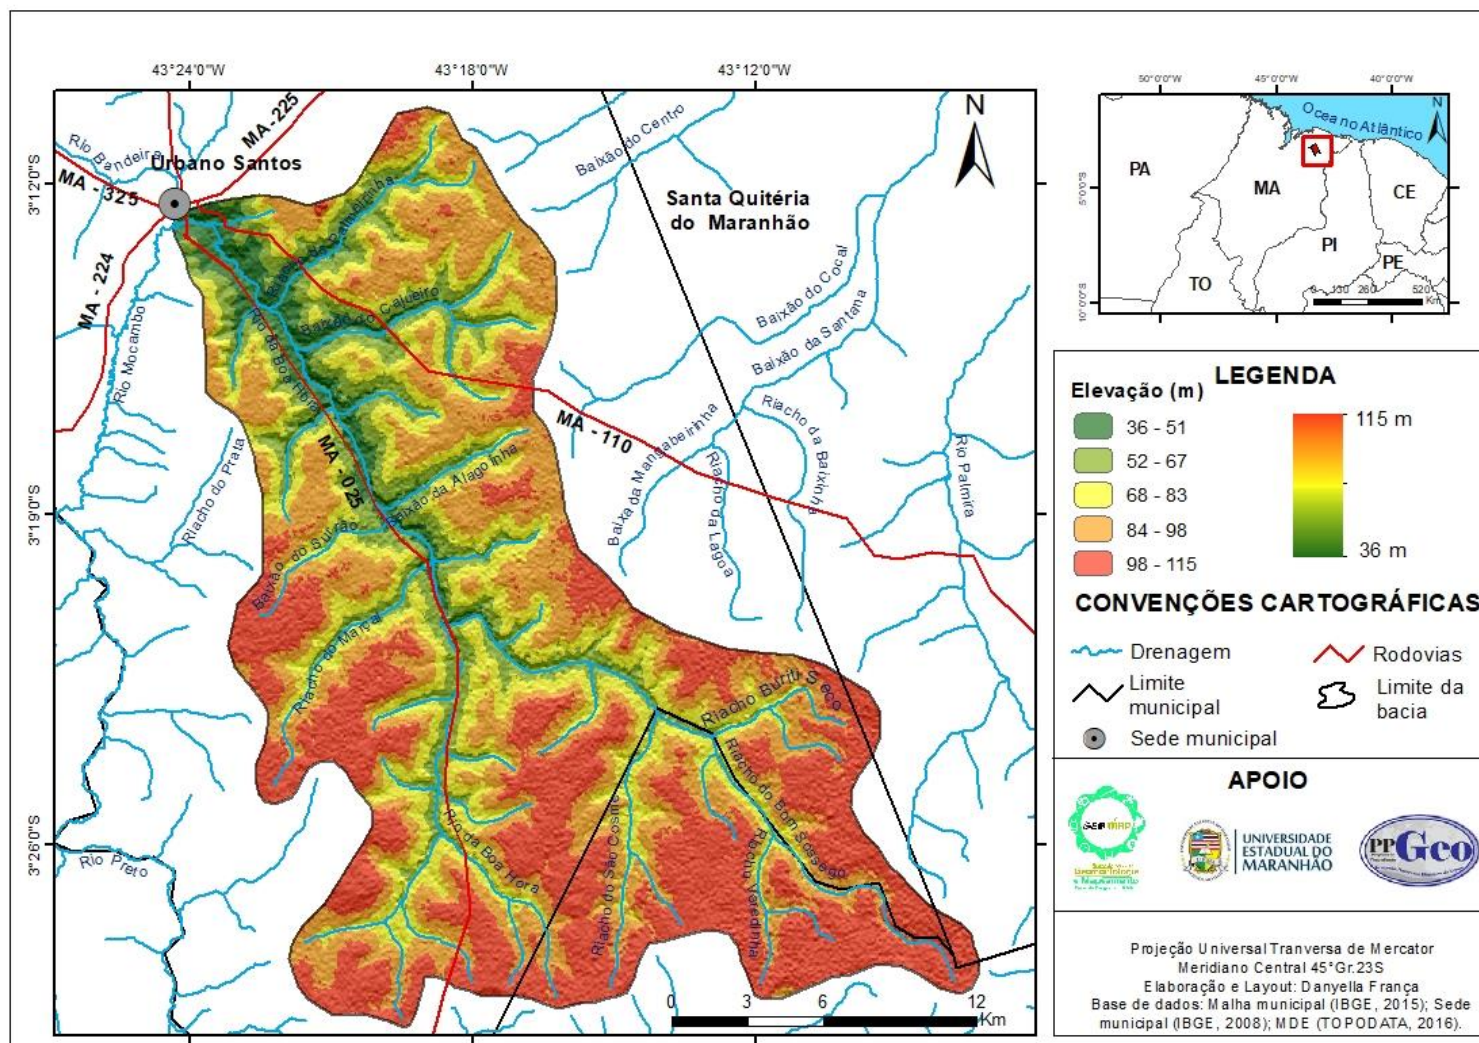 43°24'0"W
43°18'0"W
43°12'0"W
3°12'0"S
3°19'0"S
3°26'0"S
N
Rio Bandeira
Urbano Santos
MA-225
MA - 325
MA - 224
Rio Mocambo
Riacho do Prata
Rio Preto
Baixão do Centro
Santa Quitéria
do Maranhão
Baixão do Cocal
Baixão da Santana
Baixão do Cajueiro
Rio da Boa Hora
MA - 025
MA - 110
Baixa da Mangabeirinha
Riacho da Baixinha
Riacho da Lagoa
Rio Palmira
Baixão da Alagoinha
Riacho Buriti Seco
Riacho do Bom Sossego
Riacho do São Cosme
Riacho Varedinha
Rio da Boa Hora
0 3 6 12
Km
50°0'0"W
45°0'0"W
40°0'0"W
5°0'0"S
10°0'0"S
Oceano Atlântico
N
PA
MA
CE
PI
PE
TO
0 130 260 520
Km
LEGENDA
Elevação (m)
36 - 51
52 - 67
68 - 83
84 - 98
98 - 115
115 m
36 m
CONVENÇÕES CARTOGRÁFICAS
Drenagem
Rodovias
Limite
municipal
Limite da
bacia
Sede municipal
APOIO
UNIVERSIDADE
ESTADUAL DO
MARANHÃO
PPGeo
Projeção Universal Tranversa de Mercator
Meridiano Central 45°Gr.23S
Elaboração e Layout: Danyella França
Base de dados: Malha municipal (IBGE, 2015); Sede
municipal (IBGE, 2008); MDE (TOPODATA, 2016).